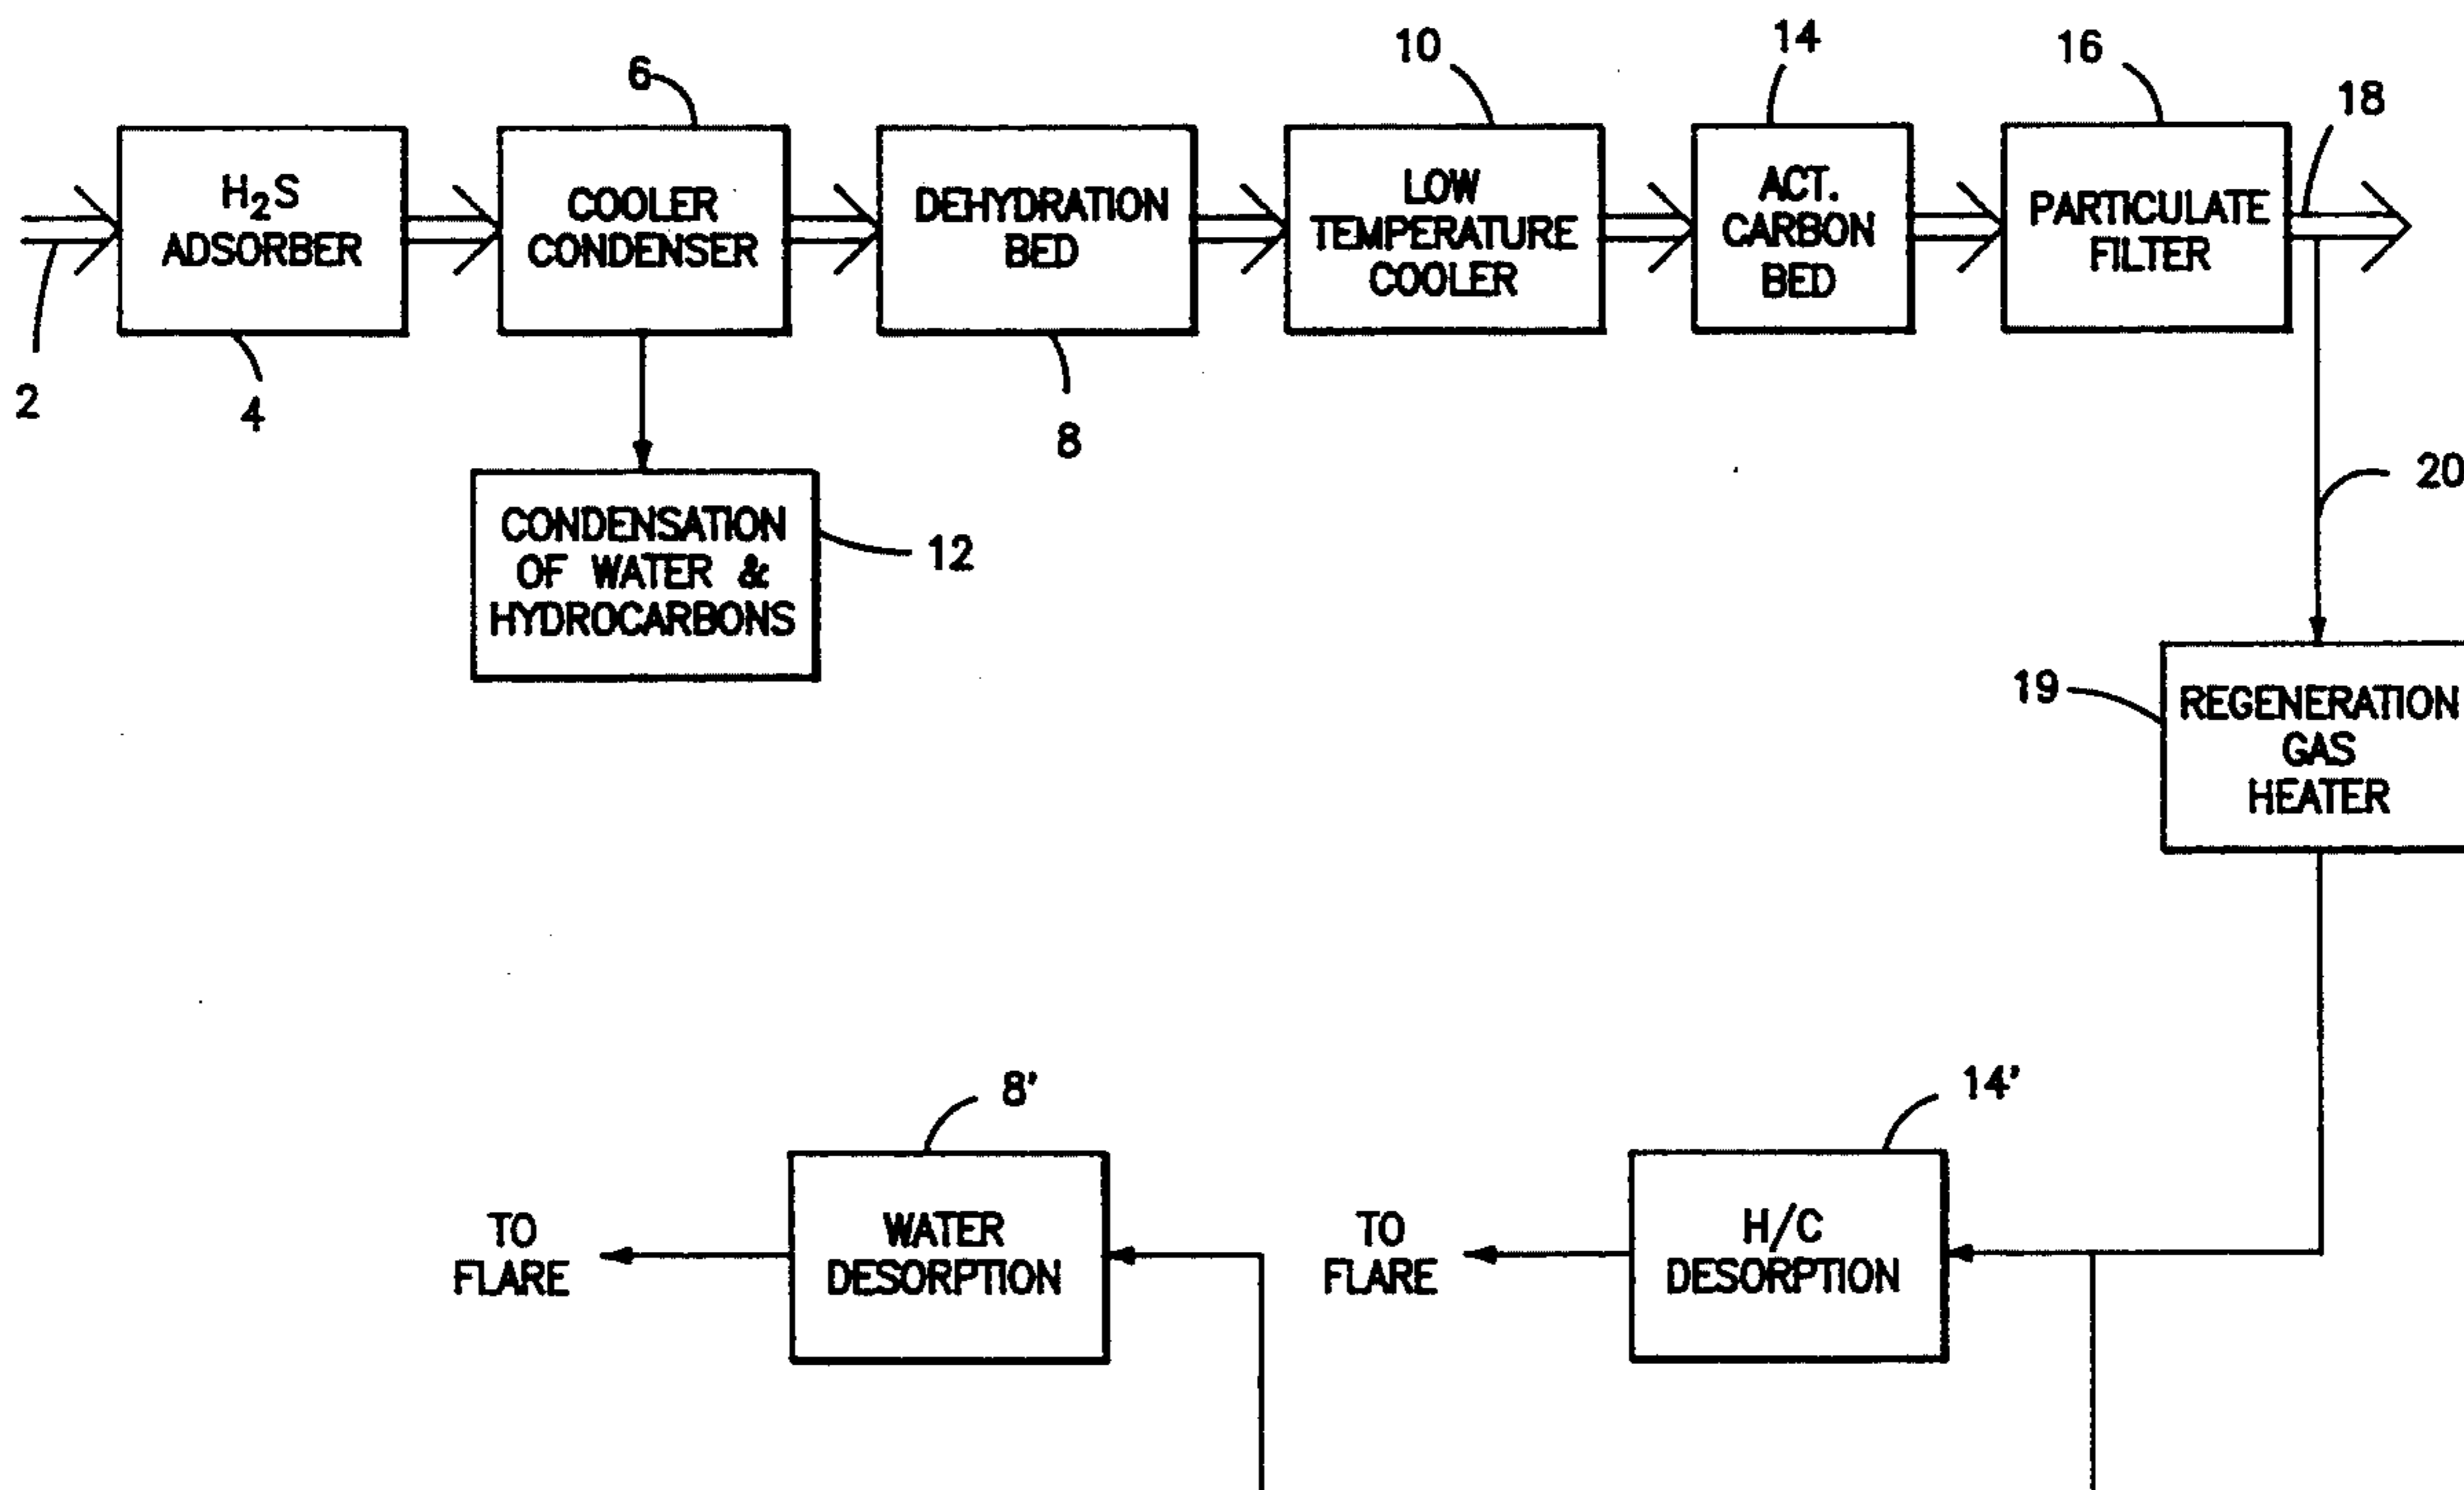 6
10
14
16
18
H₂S
ADSORBER
COOLER
CONDENSER
DEHYDRATION
BED
LOW
TEMPERATURE
COOLER
ACT.
CARBON
BED
PARTICULATE
FILTER
2
4
8
20
CONDENSATION
OF WATER &
HYDROCARBONS
12
19
REGENERATION
GAS
HEATER
8'
14'
TO
FLARE
WATER
DESORPTION
TO
FLARE
H/C
DESORPTION